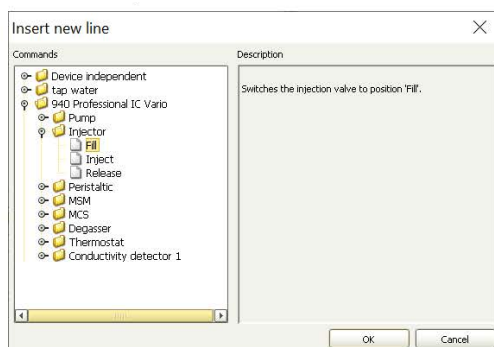 Insert new line
Commands
Description
Device independent
tap water
940 Professional IC Vario
Pump
Injector
Fill
Inject
Release
Peristaltic
MSM
MCS
Degasser
Thermostat
Conductivity detector 1
Switches the injection valve to position 'Fill'.
OK
Cancel